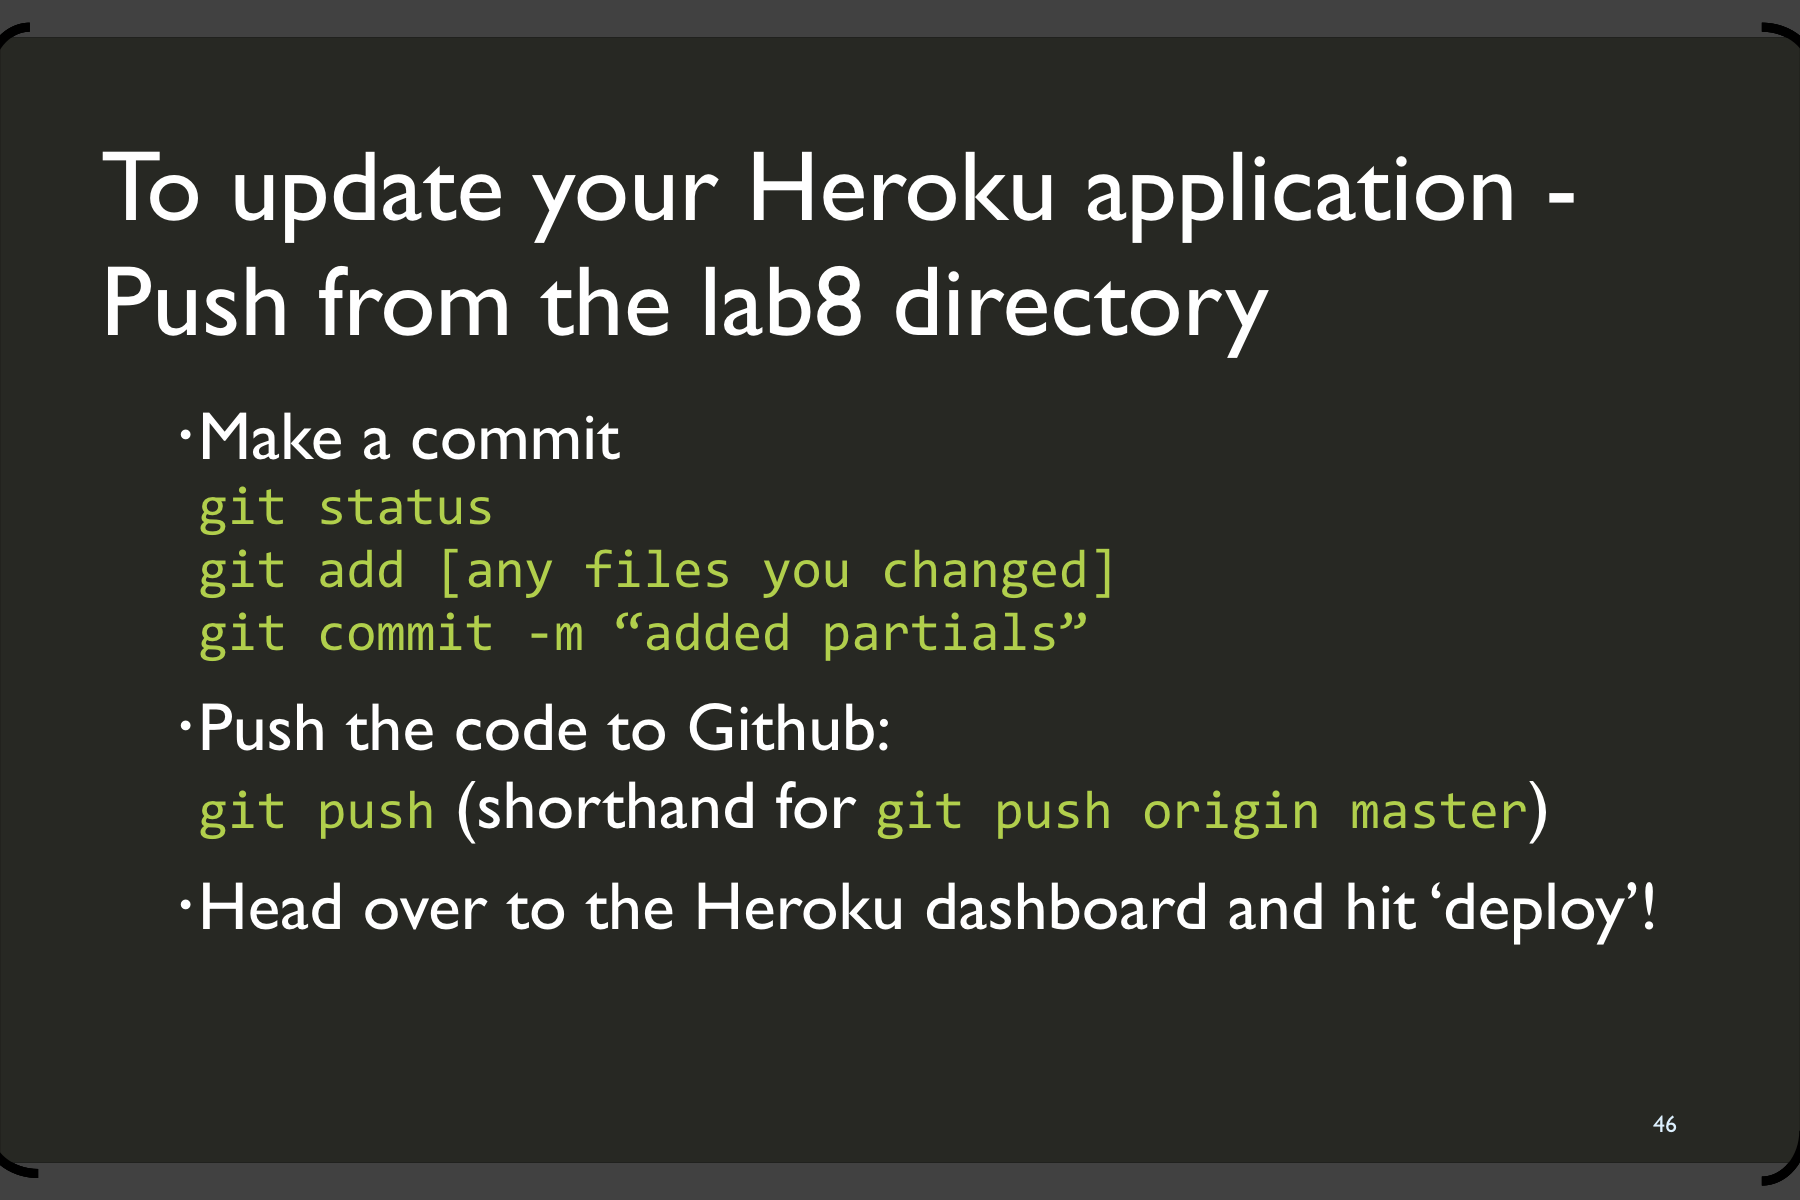 To update your Heroku application -
Push from the lab8 directory
•Make a commit
git status
git add [any files you changed]
git commit -m “added partials”
•Push the code to Github:
git push (shorthand for git push origin master)
•Head over to the Heroku dashboard and hit ‘deploy’!
46